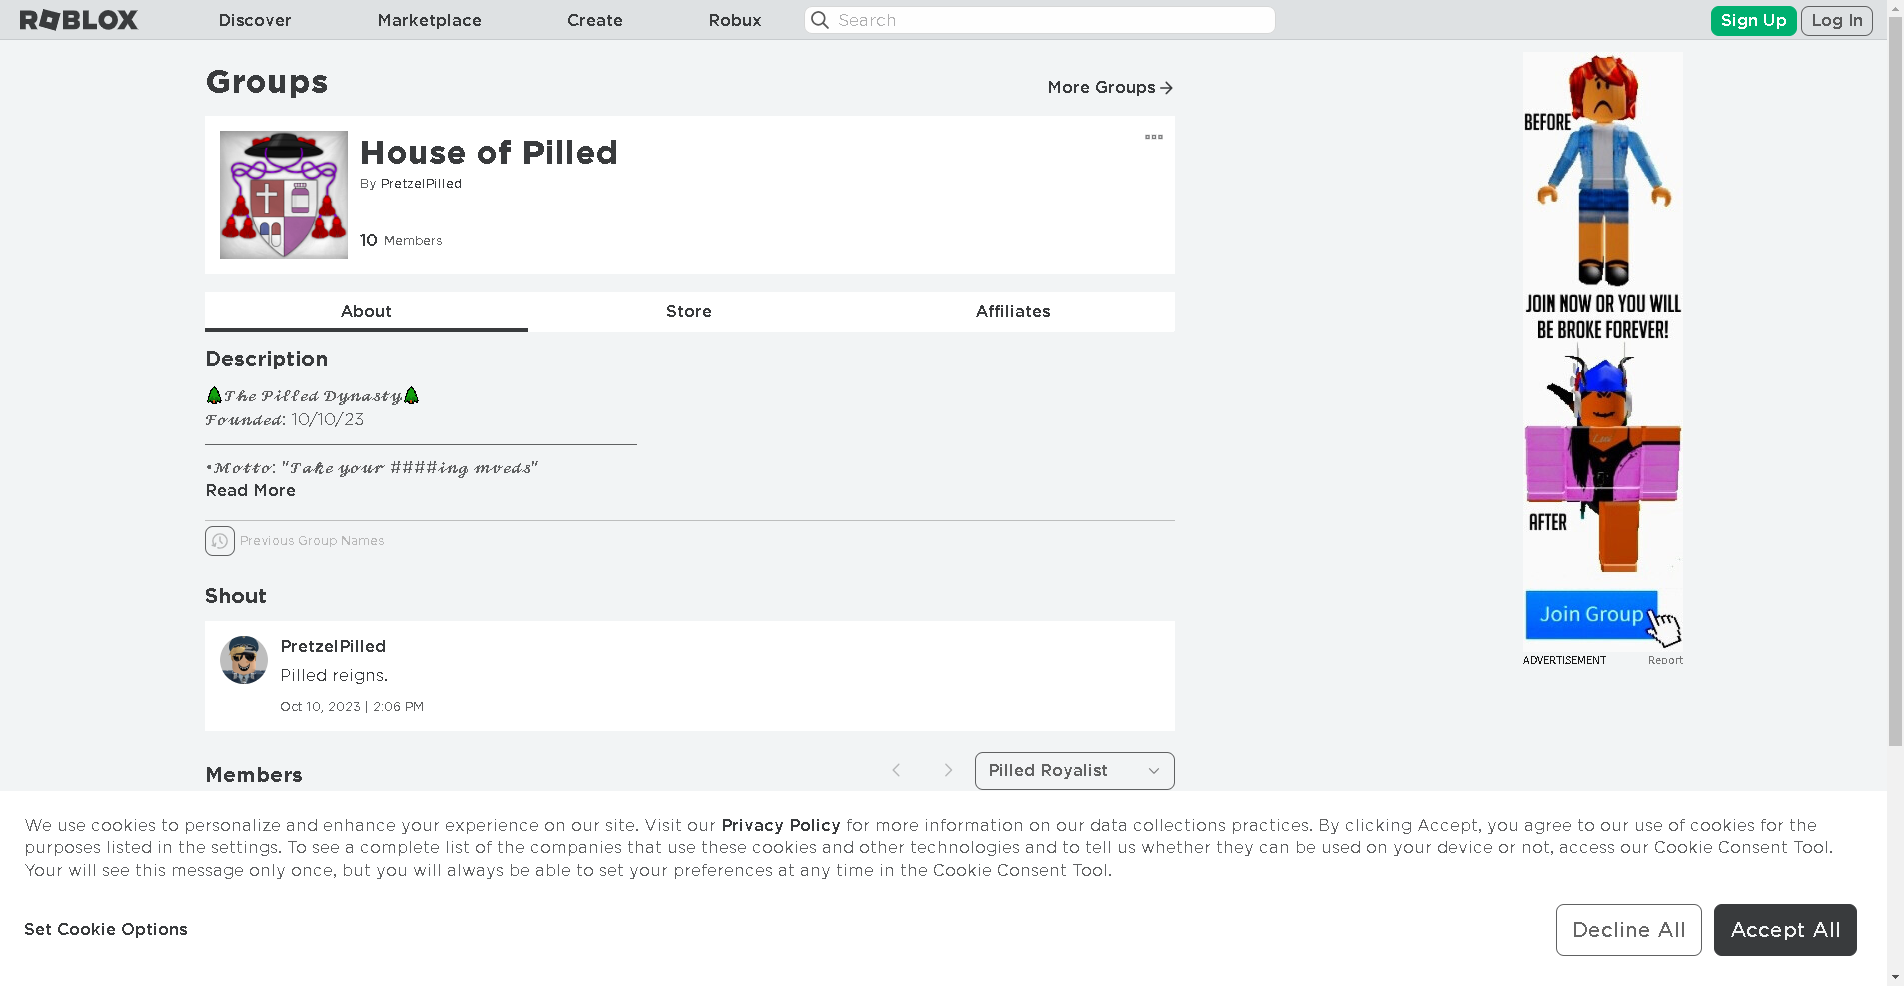 ROBLOX Discover Marketplace Create Robux Search Sign Up Log In
Groups
More Groups
House of Pilled
By PretzelPilled
10 Members
About Store Affiliates
Description
🌲𝓣𝓱𝓮 𝓟𝓲𝓵𝓵𝓮𝓭 𝓓𝔂𝓷𝓪𝓼𝓽𝔂🌲
𝓕𝓸𝓾𝓷𝓭𝓮𝓭: 10/10/23
•𝓜𝓸𝓽𝓽𝓸: "𝓣𝓪𝓴𝓮 𝔂𝓸𝓾𝓻 ####𝓲𝓷𝓰 𝓶𝓿𝓮𝓭𝓼"
Read More
Previous Group Names
Shout
PretzelPilled
Pilled reigns.
Oct 10, 2023 | 2:06 PM
Members
Pilled Royalist
BEFORE
JOIN NOW OR YOU WILL
BE BROKE FOREVER!
AFTER
Join Group
ADVERTISEMENT Report
We use cookies to personalize and enhance your experience on our site. Visit our Privacy Policy for more information on our data collections practices. By clicking Accept, you agree to our use of cookies for the
purposes listed in the settings. To see a complete list of the companies that use these cookies and other technologies and to tell us whether they can be used on your device or not, access our Cookie Consent Tool.
Your will see this message only once, but you will always be able to set your preferences at any time in the Cookie Consent Tool.
Set Cookie Options
Decline All
Accept All